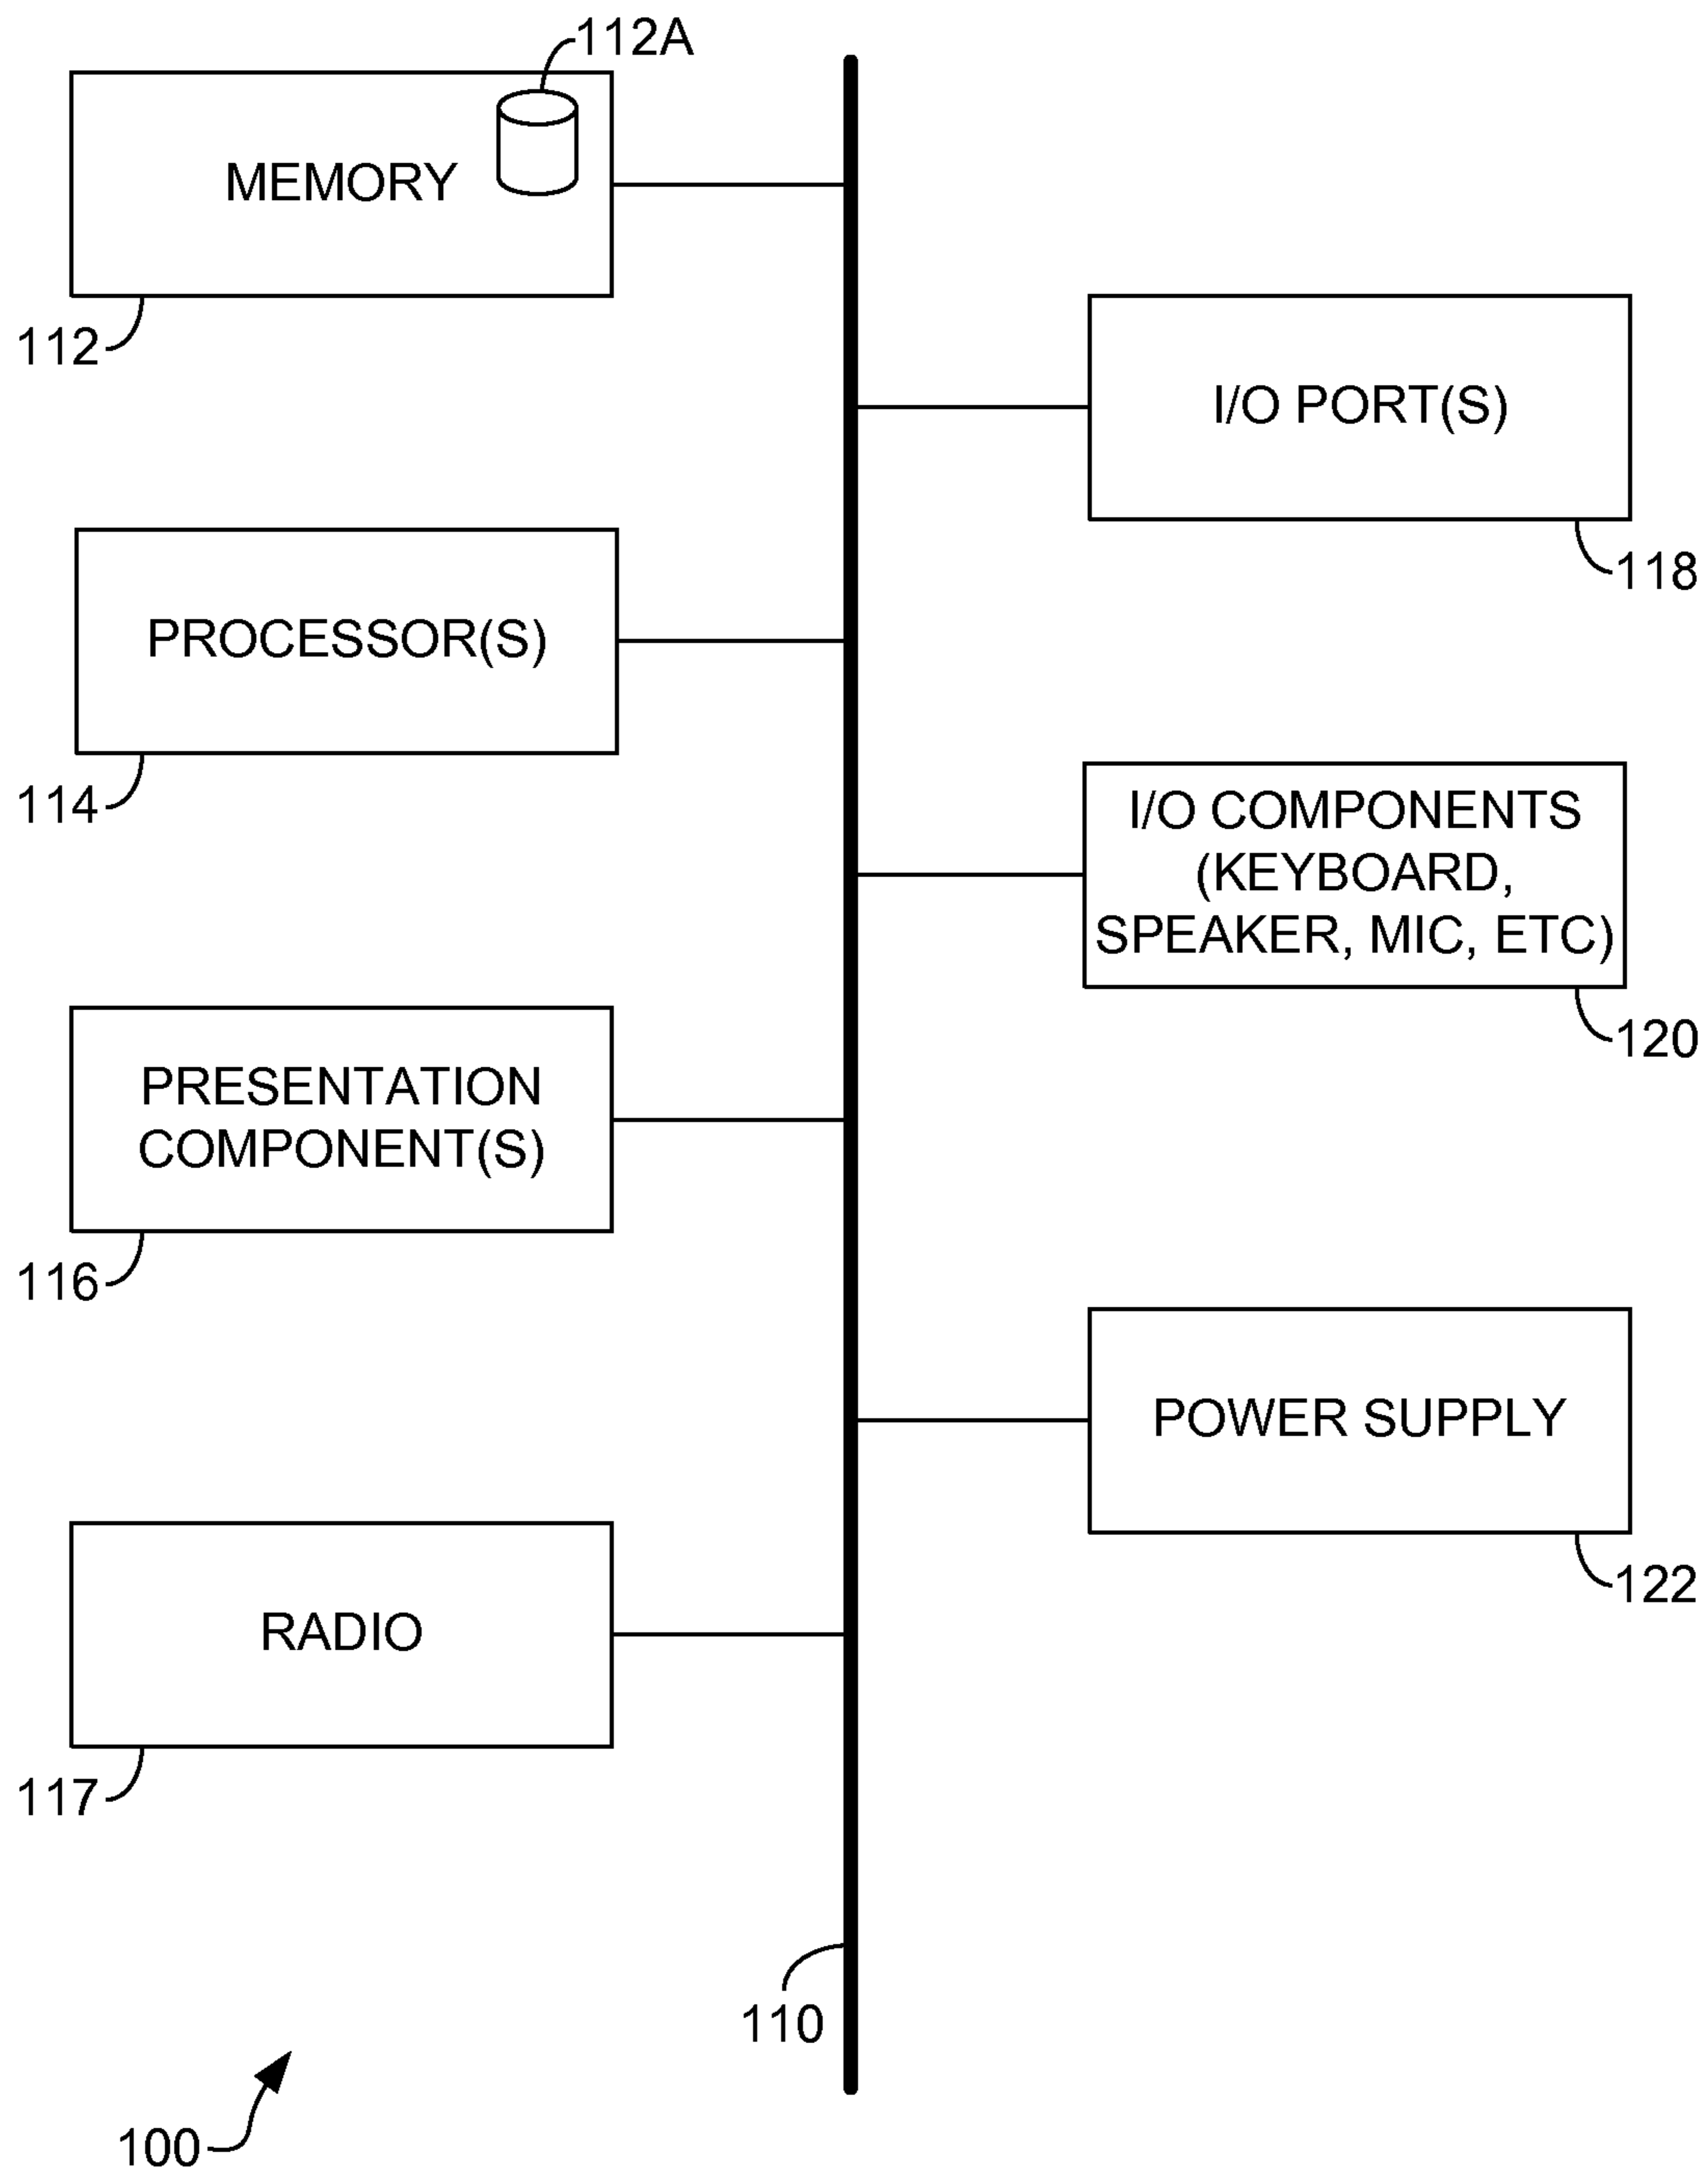 112A
MEMORY
112
I/O PORT(S)
118
PROCESSOR(S)
114
I/O COMPONENTS
(KEYBOARD,
SPEAKER, MIC, ETC)
120
PRESENTATION
COMPONENT(S)
116
POWER SUPPLY
122
RADIO
117
110
100